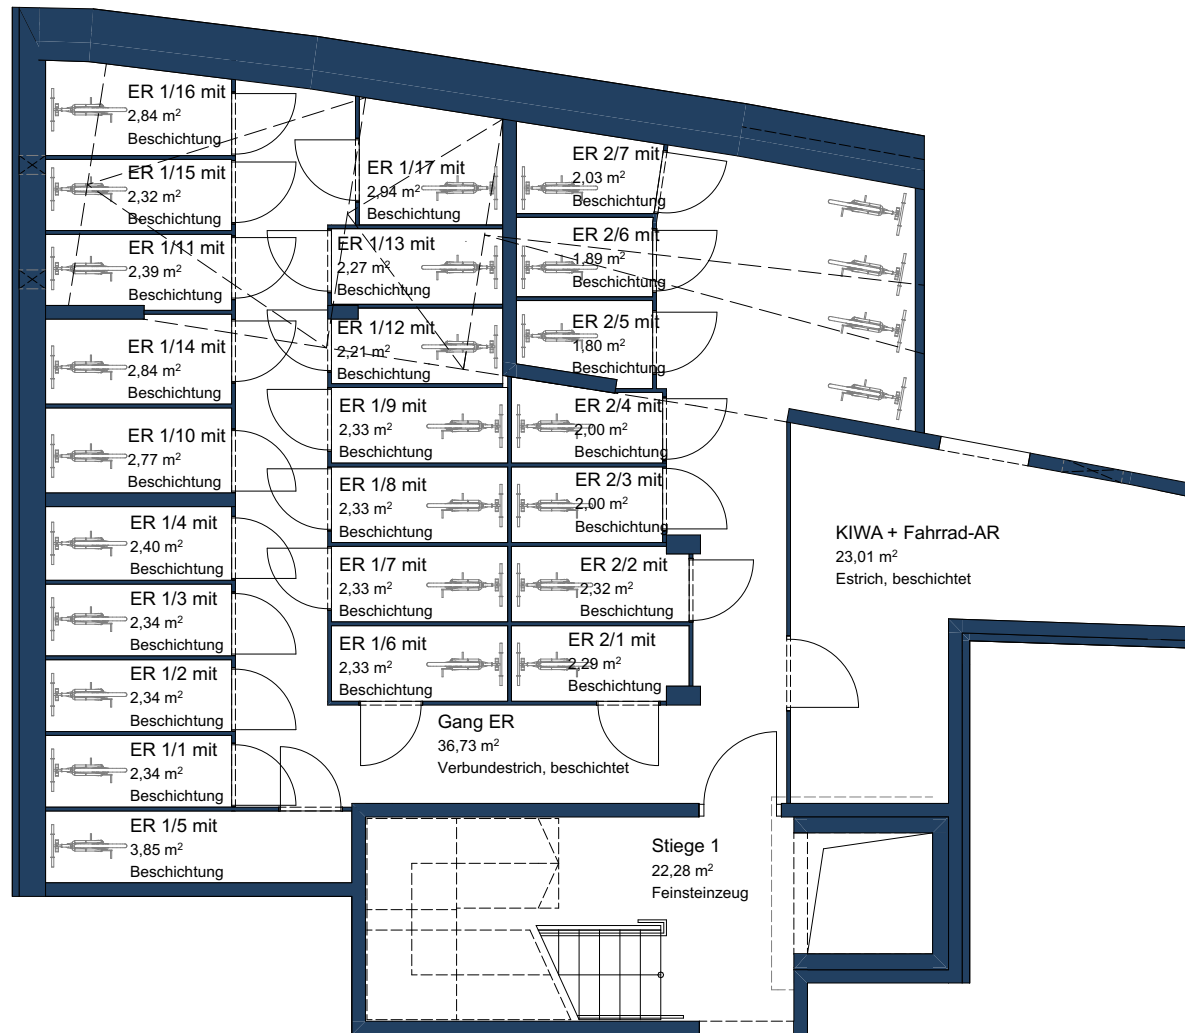 ER 1/16 mit
2,84 m²
Beschichtung
ER 1/15 mit
2,32 m²
Beschichtung
ER 1/11 mit
2,39 m²
Beschichtung
ER 1/14 mit
2,84 m²
Beschichtung
ER 1/10 mit
2,77 m²
Beschichtung
ER 1/4 mit
2,40 m²
Beschichtung
ER 1/3 mit
2,34 m²
Beschichtung
ER 1/2 mit
2,34 m²
Beschichtung
ER 1/1 mit
2,34 m²
Beschichtung
ER 1/5 mit
3,85 m²
Beschichtung
ER 1/17 mit
2,94 m²
Beschichtung
ER 1/13 mit
2,27 m²
Beschichtung
ER 1/12 mit
2,21 m²
Beschichtung
ER 1/9 mit
2,33 m²
Beschichtung
ER 1/8 mit
2,33 m²
Beschichtung
ER 1/7 mit
2,33 m²
Beschichtung
ER 1/6 mit
2,33 m²
Beschichtung
ER 2/7 mit
2,03 m²
Beschichtung
ER 2/6 mit
1,89 m²
Beschichtung
ER 2/5 mit
1,80 m²
Beschichtung
ER 2/4 mit
2,00 m²
Beschichtung
ER 2/3 mit
2,00 m²
Beschichtung
ER 2/2 mit
2,32 m²
Beschichtung
ER 2/1 mit
2,29 m²
Beschichtung
KIWA + Fahrrad-AR
23,01 m²
Estrich, beschichtet
Gang ER
36,73 m²
Verbundestrich, beschichtet
Stiege 1
22,28 m²
Feinsteinzeug